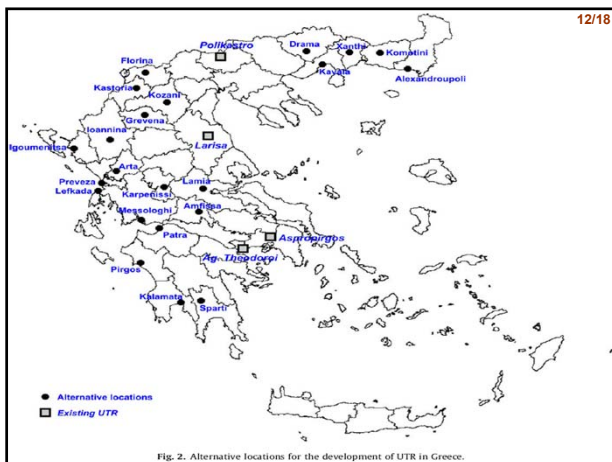 12/18
Polikastro
Drama
Xanthi
Komotini
Florina
Kavala
Alexandroupoli
Kastoria
Kozani
Grevena
Ioannina
Larisa
Igoumenitsa
Arta
Preveza
Lamia
Lefkada
Karpenissi
Messologhi
Amfissa
Patra
Aspropirgos
Ag. Theodoroi
Pirgos
Kalamata
Sparti
Alternative locations
Existing UTR
Fig. 2. Alternative locations for the development of UTR in Greece.